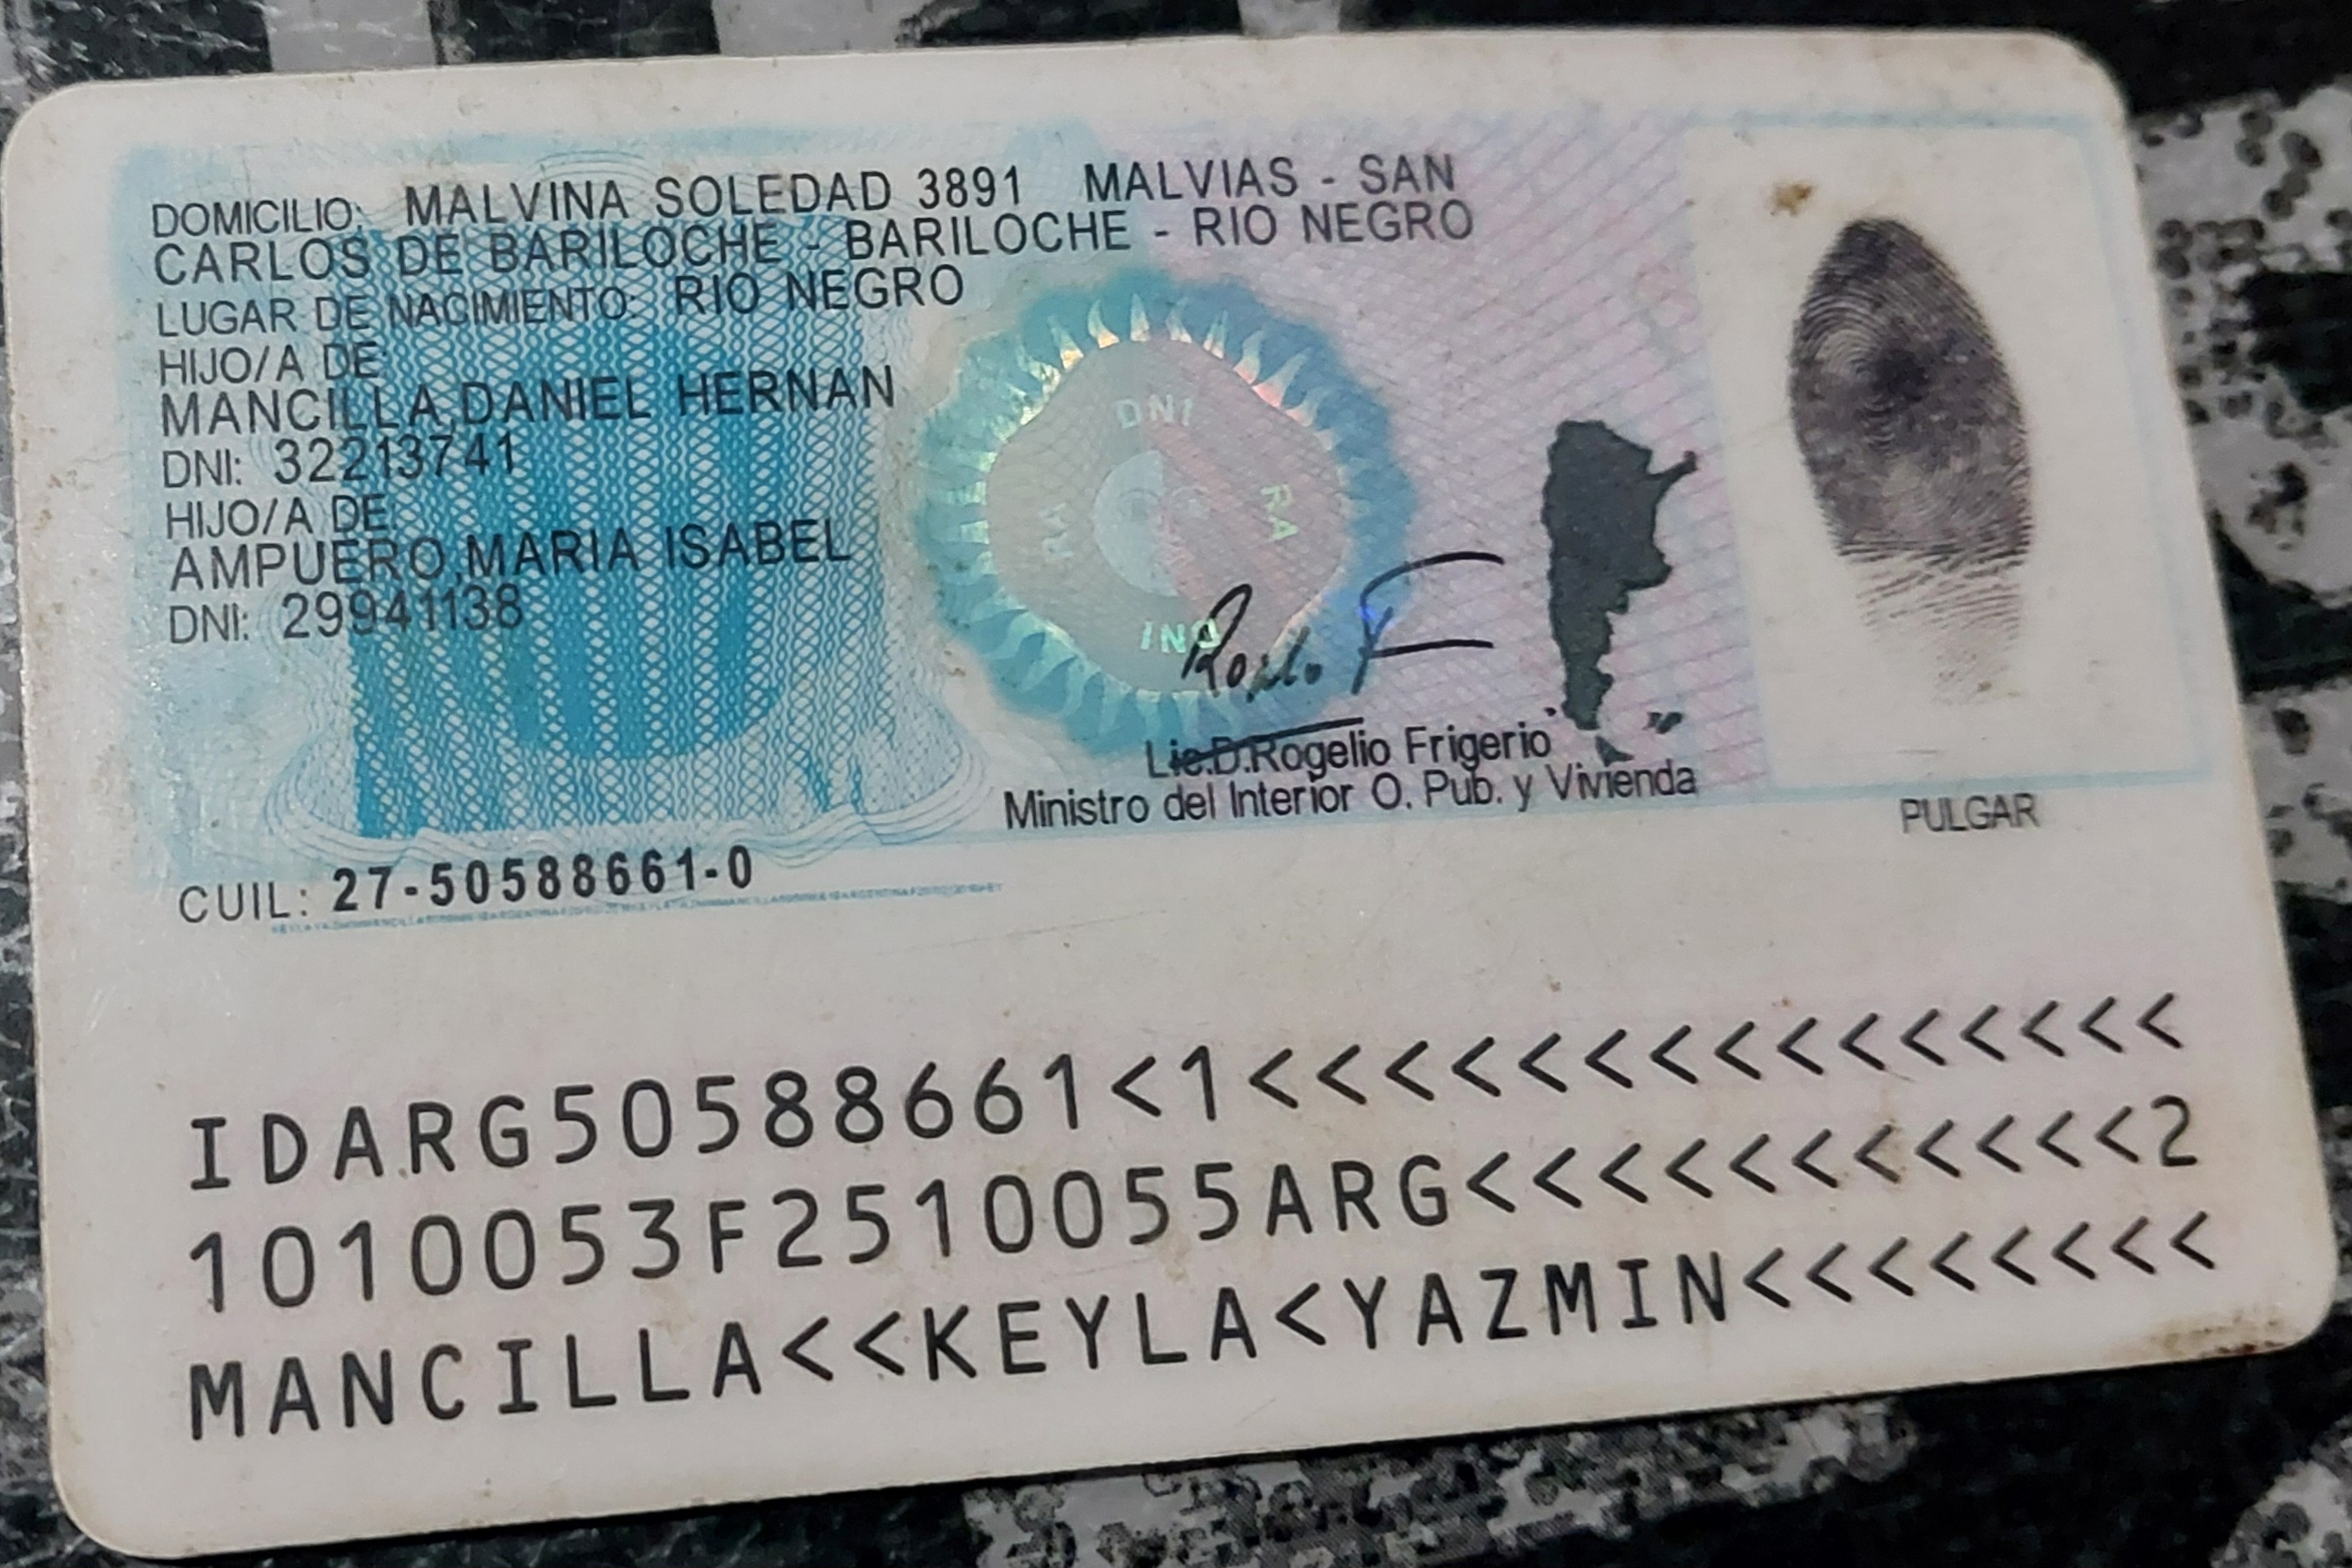 DOMICILIO: MALVINA SOLEDAD 3891 MALVIAS - SAN
CARLOS DE BARILOCHE - BARILOCHE - RIO NEGRO
LUGAR DE NACIMIENTO: RIO NEGRO
HIJO/A DE:
MANCILLA,DANIEL HERNAN
DNI: 32213741
HIJO/A DE:
AMPUERO,MARIA ISABEL
DNI: 29941138
DNI
RA
RA
DNI
Lic.D.Rogelio Frigerio
Ministro del Interior O. Pub. y Vivienda
PULGAR
CUIL: 27-50588661-0
IDARG50588661<1<<<<<<<<<<<<<<<
1010053F2510055ARG<<<<<<<<<<<2
MANCILLA<<KEYLA<YAZMIN<<<<<<<<